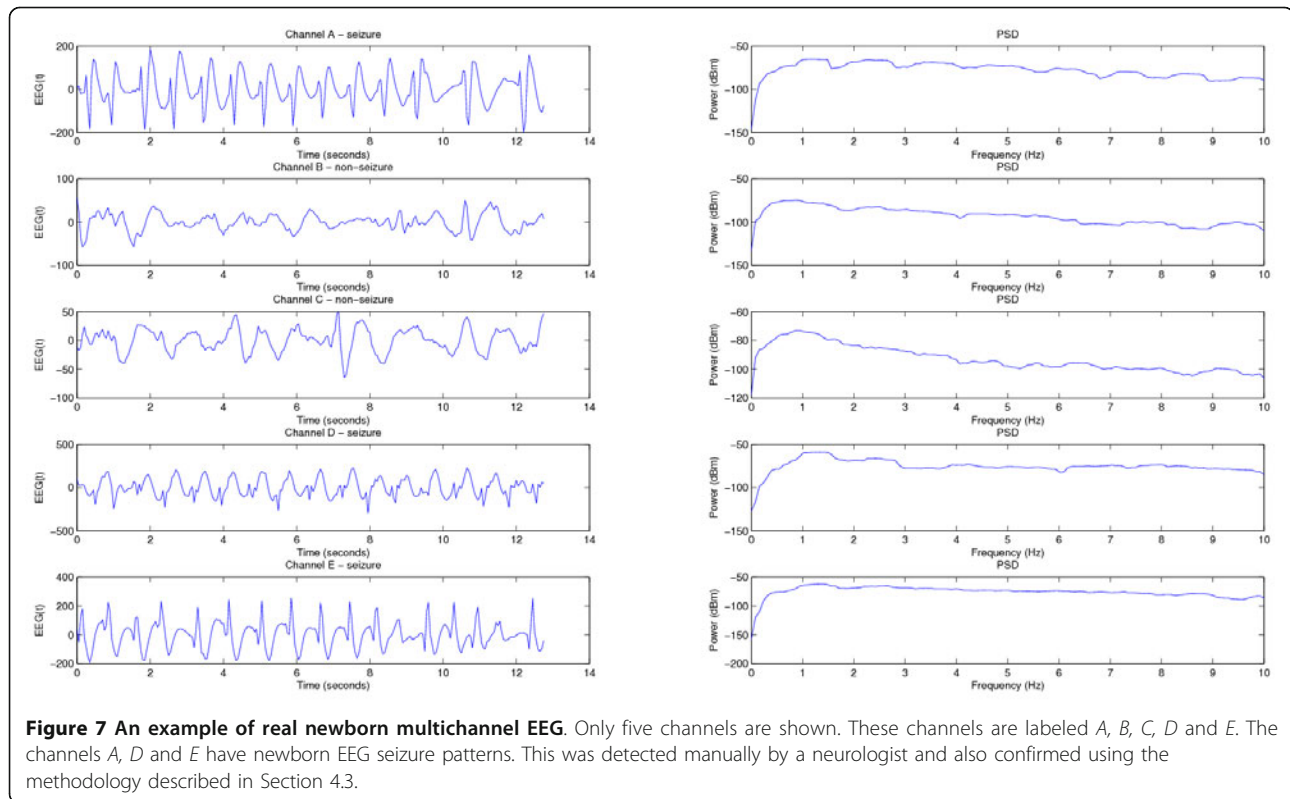 Channel A − seizure
PSD
200
0
−200
EEG(t)
0 2 4 6 8 10 12 14
Time (seconds)
−50
−100
−150
Power (dBm)
0 1 2 3 4 5 6 7 8 9 10
Frequency (Hz)
Channel B − non−seizure
PSD
100
0
−100
EEG(t)
0 2 4 6 8 10 12 14
Time (seconds)
−50
−100
−150
Power (dBm)
0 1 2 3 4 5 6 7 8 9 10
Frequency (Hz)
Channel C − non−seizure
PSD
50
0
−50
−100
EEG(t)
0 2 4 6 8 10 12 14
Time (seconds)
−60
−80
−100
−120
Power (dBm)
0 1 2 3 4 5 6 7 8 9 10
Frequency (Hz)
Channel D − seizure
PSD
500
0
−500
EEG(t)
0 2 4 6 8 10 12 14
Time (seconds)
−50
−100
−150
Power (dBm)
0 1 2 3 4 5 6 7 8 9 10
Frequency (Hz)
Channel E − seizure
PSD
400
200
0
−200
EEG(t)
0 2 4 6 8 10 12 14
Time (seconds)
−50
−100
−150
−200
Power (dBm)
0 1 2 3 4 5 6 7 8 9 10
Frequency (Hz)
Figure 7 An example of real newborn multichannel EEG. Only five channels are shown. These channels are labeled A, B, C, D and E. The
channels A, D and E have newborn EEG seizure patterns. This was detected manually by a neurologist and also confirmed using the
methodology described in Section 4.3.